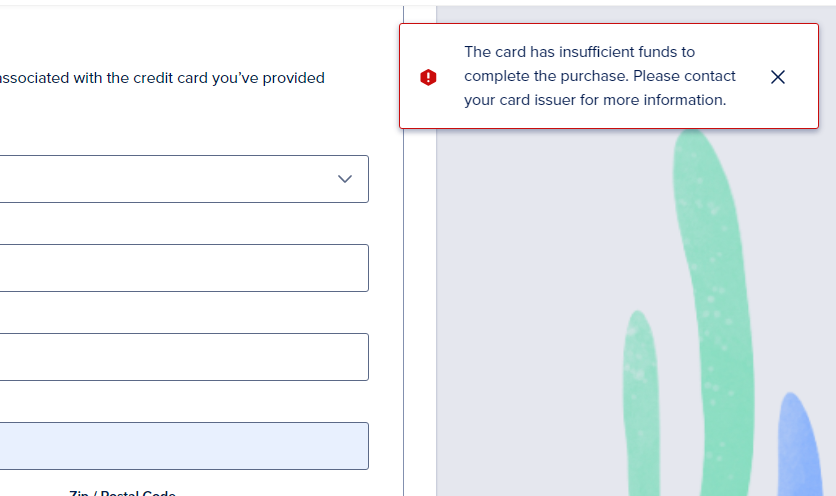 The card has insufficient funds to
complete the purchase. Please contact
your card issuer for more information.
associated with the credit card you've provided
Zip / Postal Code